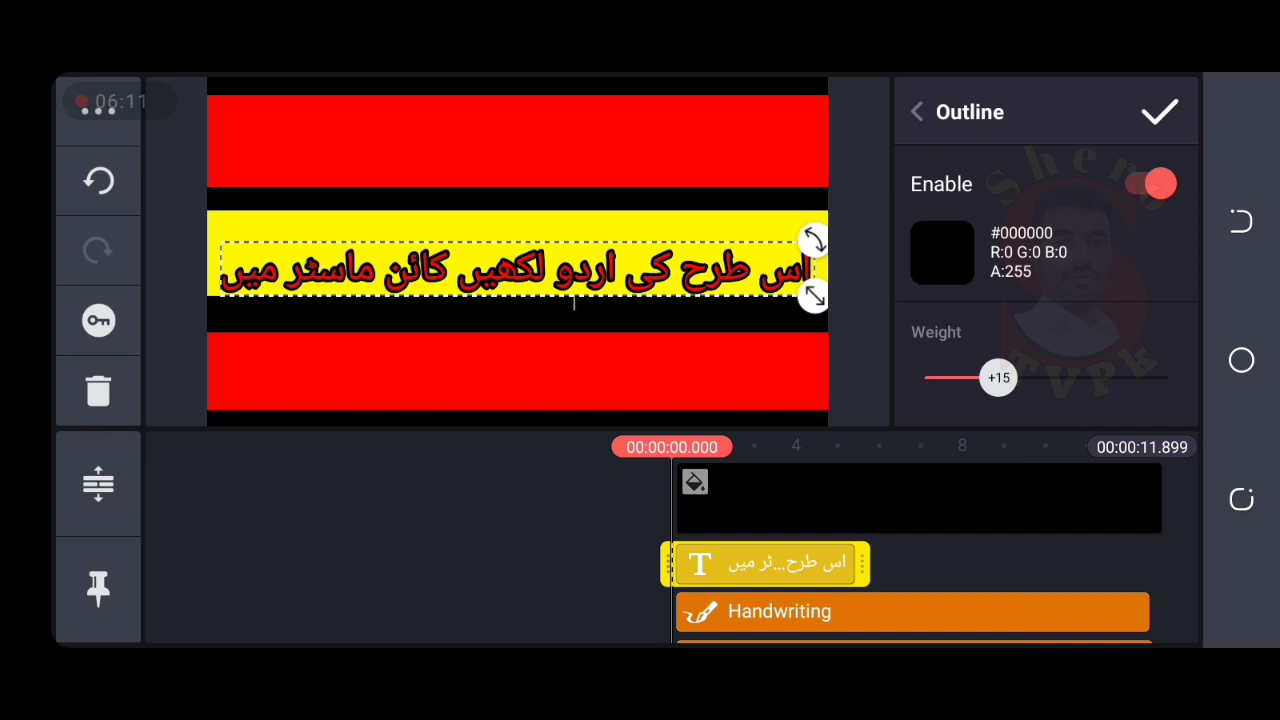 06:11
Outline
Enable
#000000
R:0 G:0 B:0
A:255
Weight
+15
اس طرح کی اردو لکھیں کائن ماسٹر میں
00:00:00.000
4
8
00:00:11.899
T
اس طرح...ٹر میں
Handwriting
TVPk